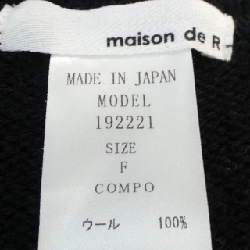 maison de R
MADE IN JAPAN
MODEL
192221
SIZE
F
COMPO
ウール 100%